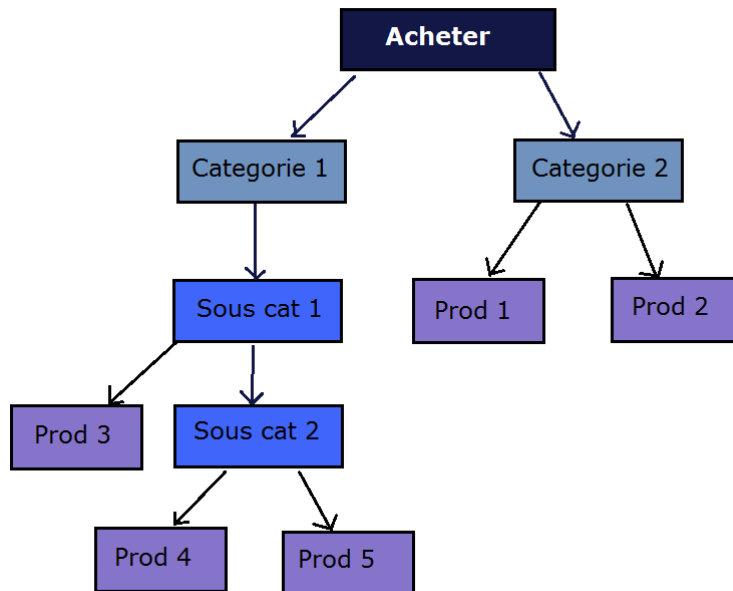 Acheter
Categorie 1
Categorie 2
Sous cat 1
Prod 1
Prod 2
Prod 3
Sous cat 2
Prod 4
Prod 5